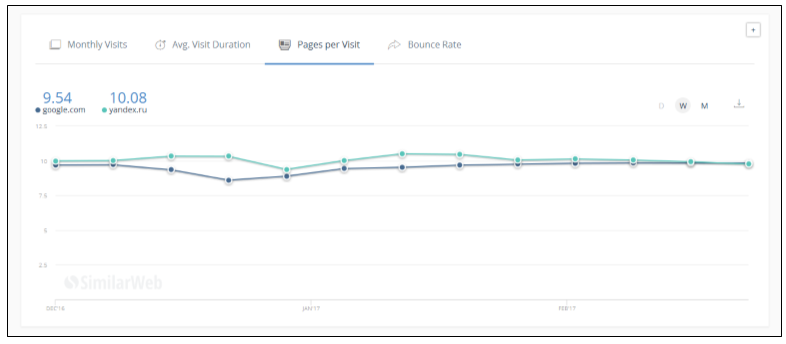 +
Monthly Visits Avg. Visit Duration Pages per Visit Bounce Rate
9.54 10.08
google.com yandex.ru
D W M
12.5
10
7.5
5
2.5
SimilarWeb
DEC'16 JAN'17 FEB'17